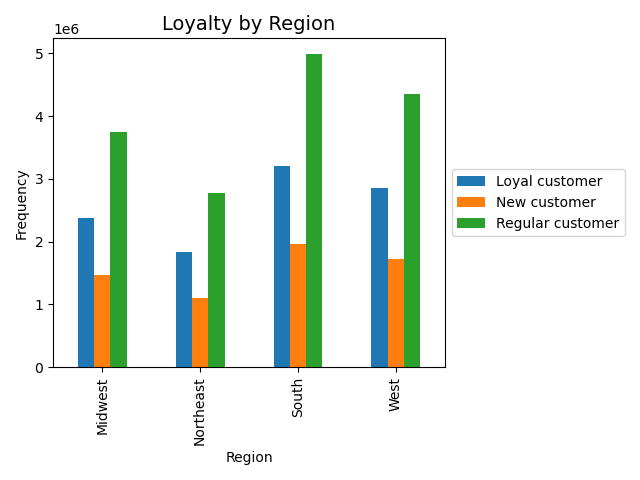 Loyalty by Region
1e6
5
4
3
2
1
0
Frequency
Midwest
Northeast
South
West
Region
Loyal customer
New customer
Regular customer